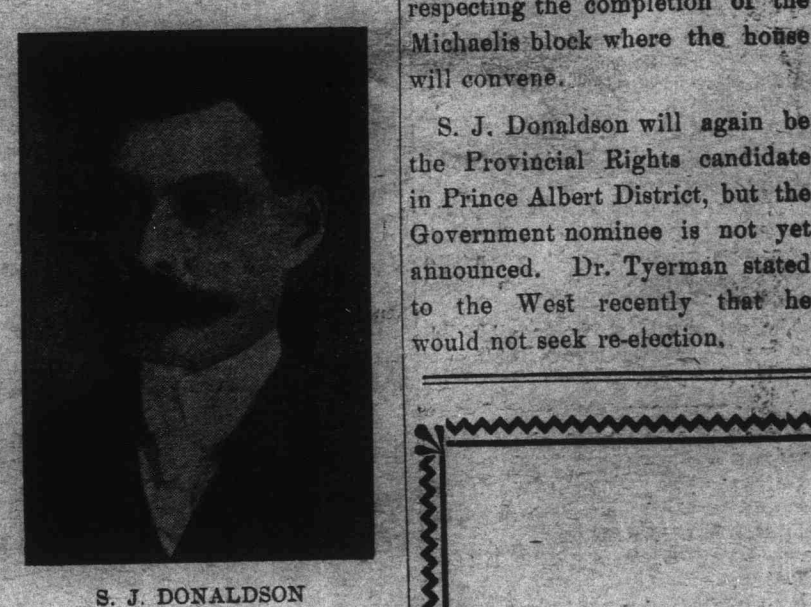 respecting the completion of the
Michaelis block where the house
will convene.
S. J. Donaldson will again be
the Provincial Rights candidate
in Prince Albert District, but the
Government nominee is not yet
announced. Dr. Tyerman stated
to the West recently that he
would not seek re-election.
S. J. DONALDSON